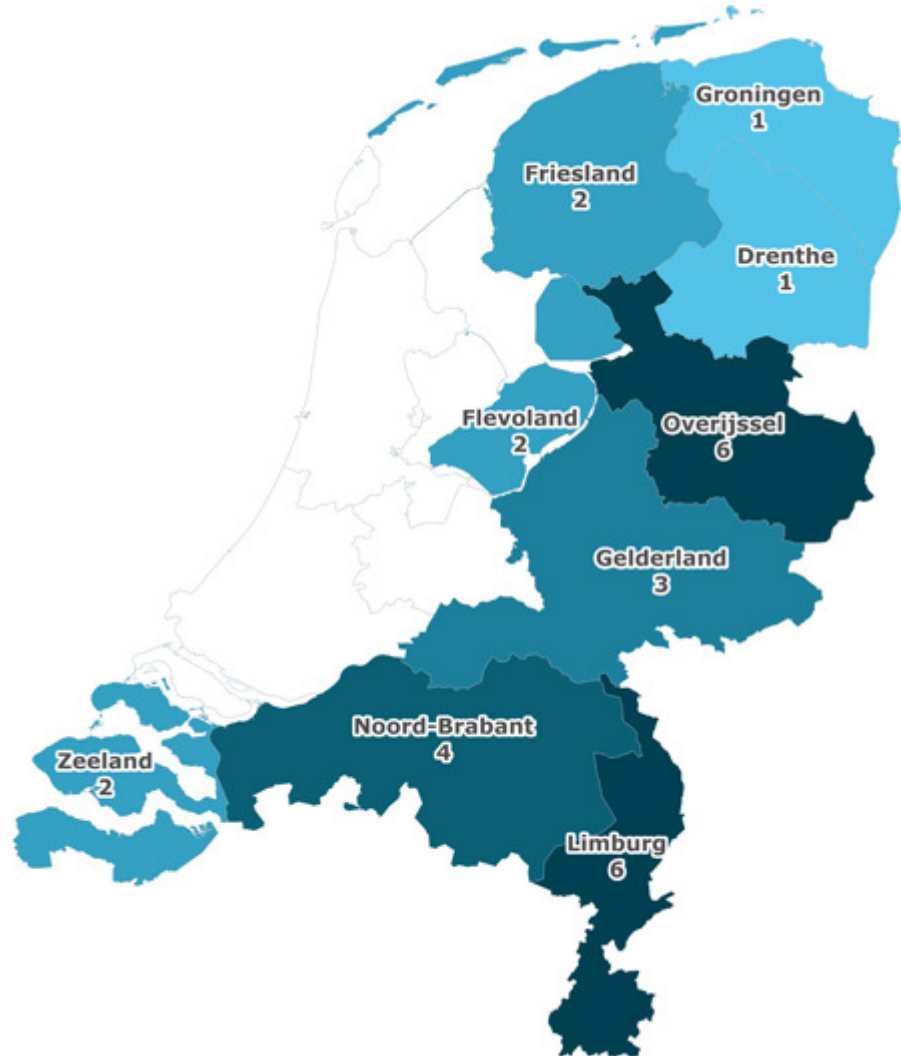 Groningen
1
Friesland
2
Drenthe
1
Flevoland
2
Overijssel
6
Gelderland
3
Noord-Brabant
4
Zeeland
2
Limburg
6